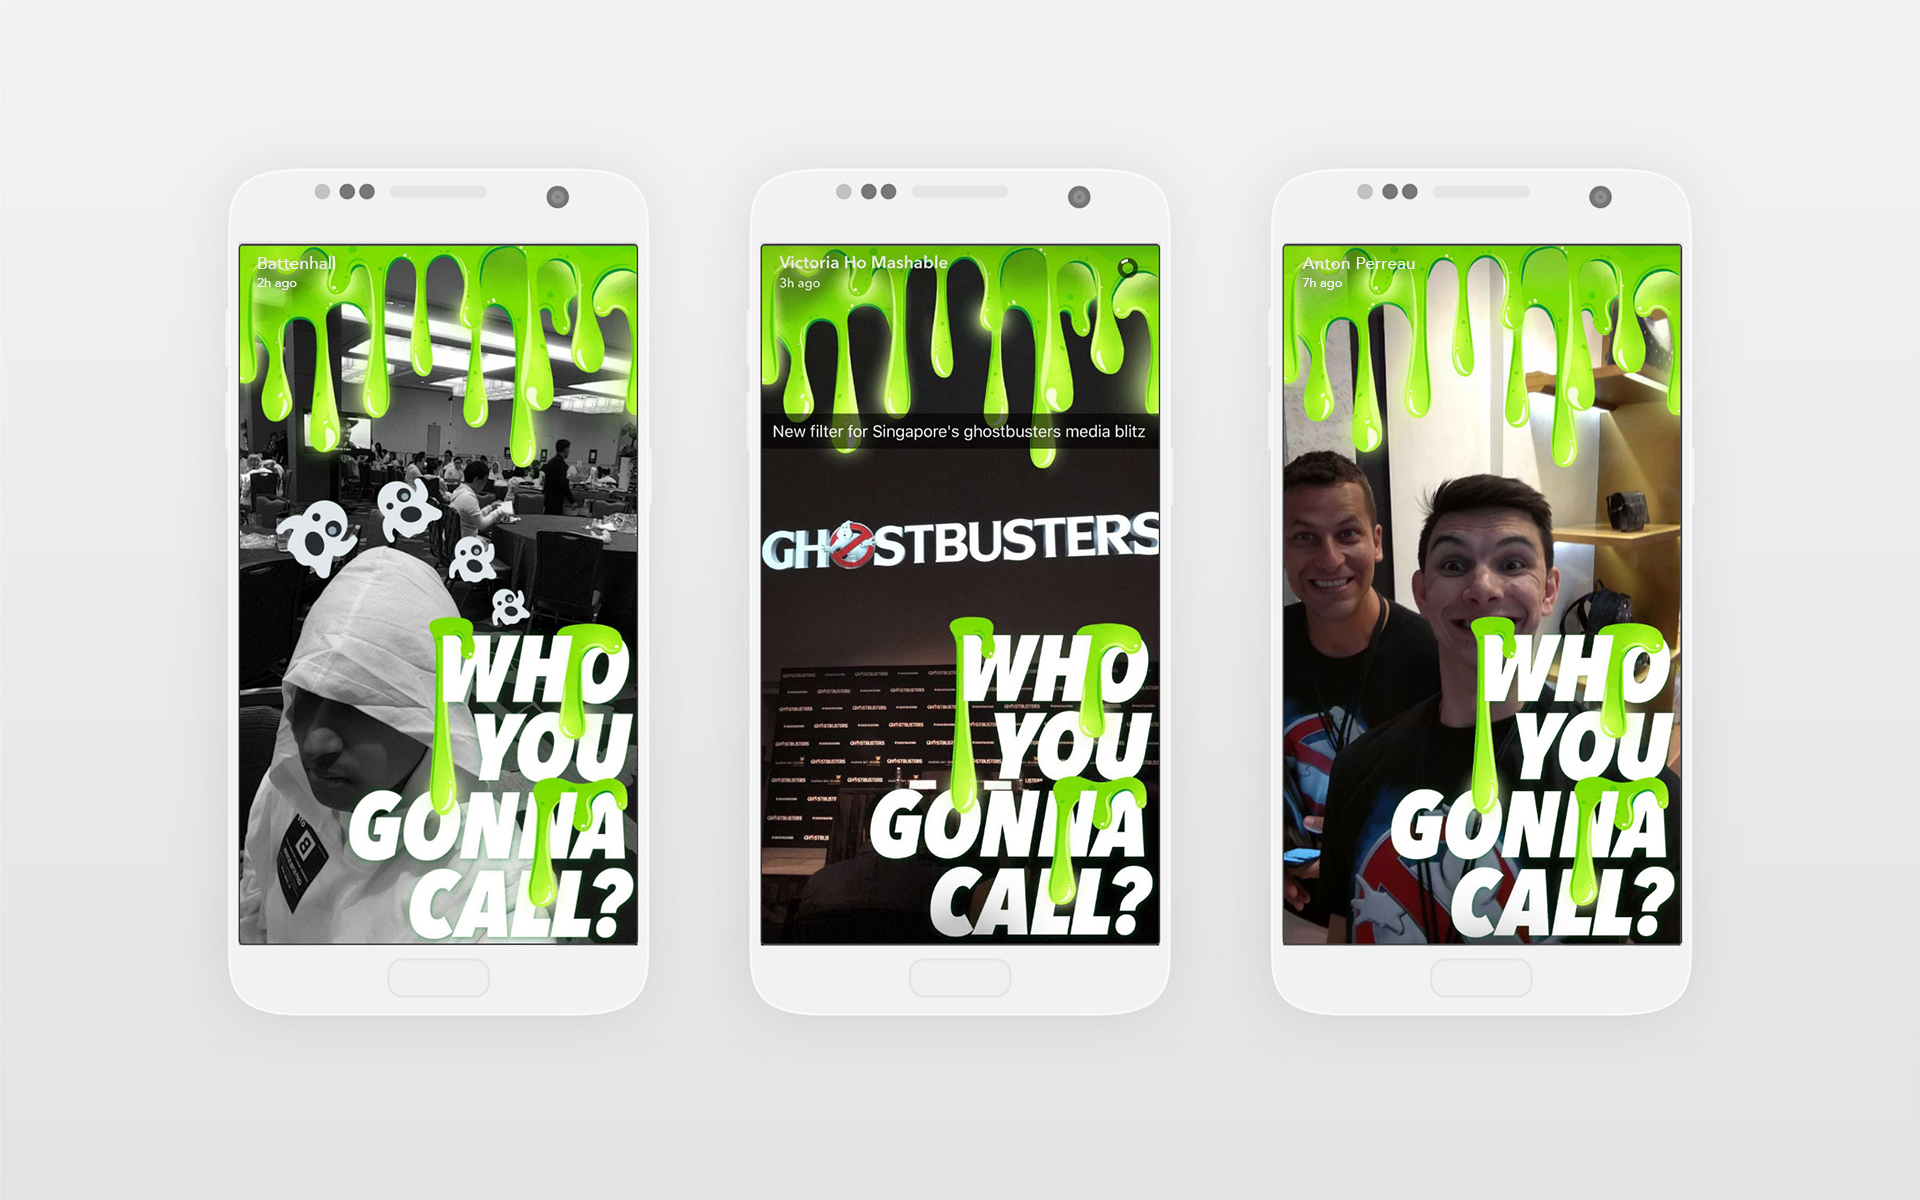 Battenhall
2h ago
WHO
YOU
GONNA
CALL?
Victoria Ho Mashable
3h ago
New filter for Singapore's ghostbusters media blitz
GHOSTBUSTERS
GHOSTBUSTERS
WHO
YOU
GONNA
CALL?
Anton Perreau
7h ago
WHO
YOU
GONNA
CALL?